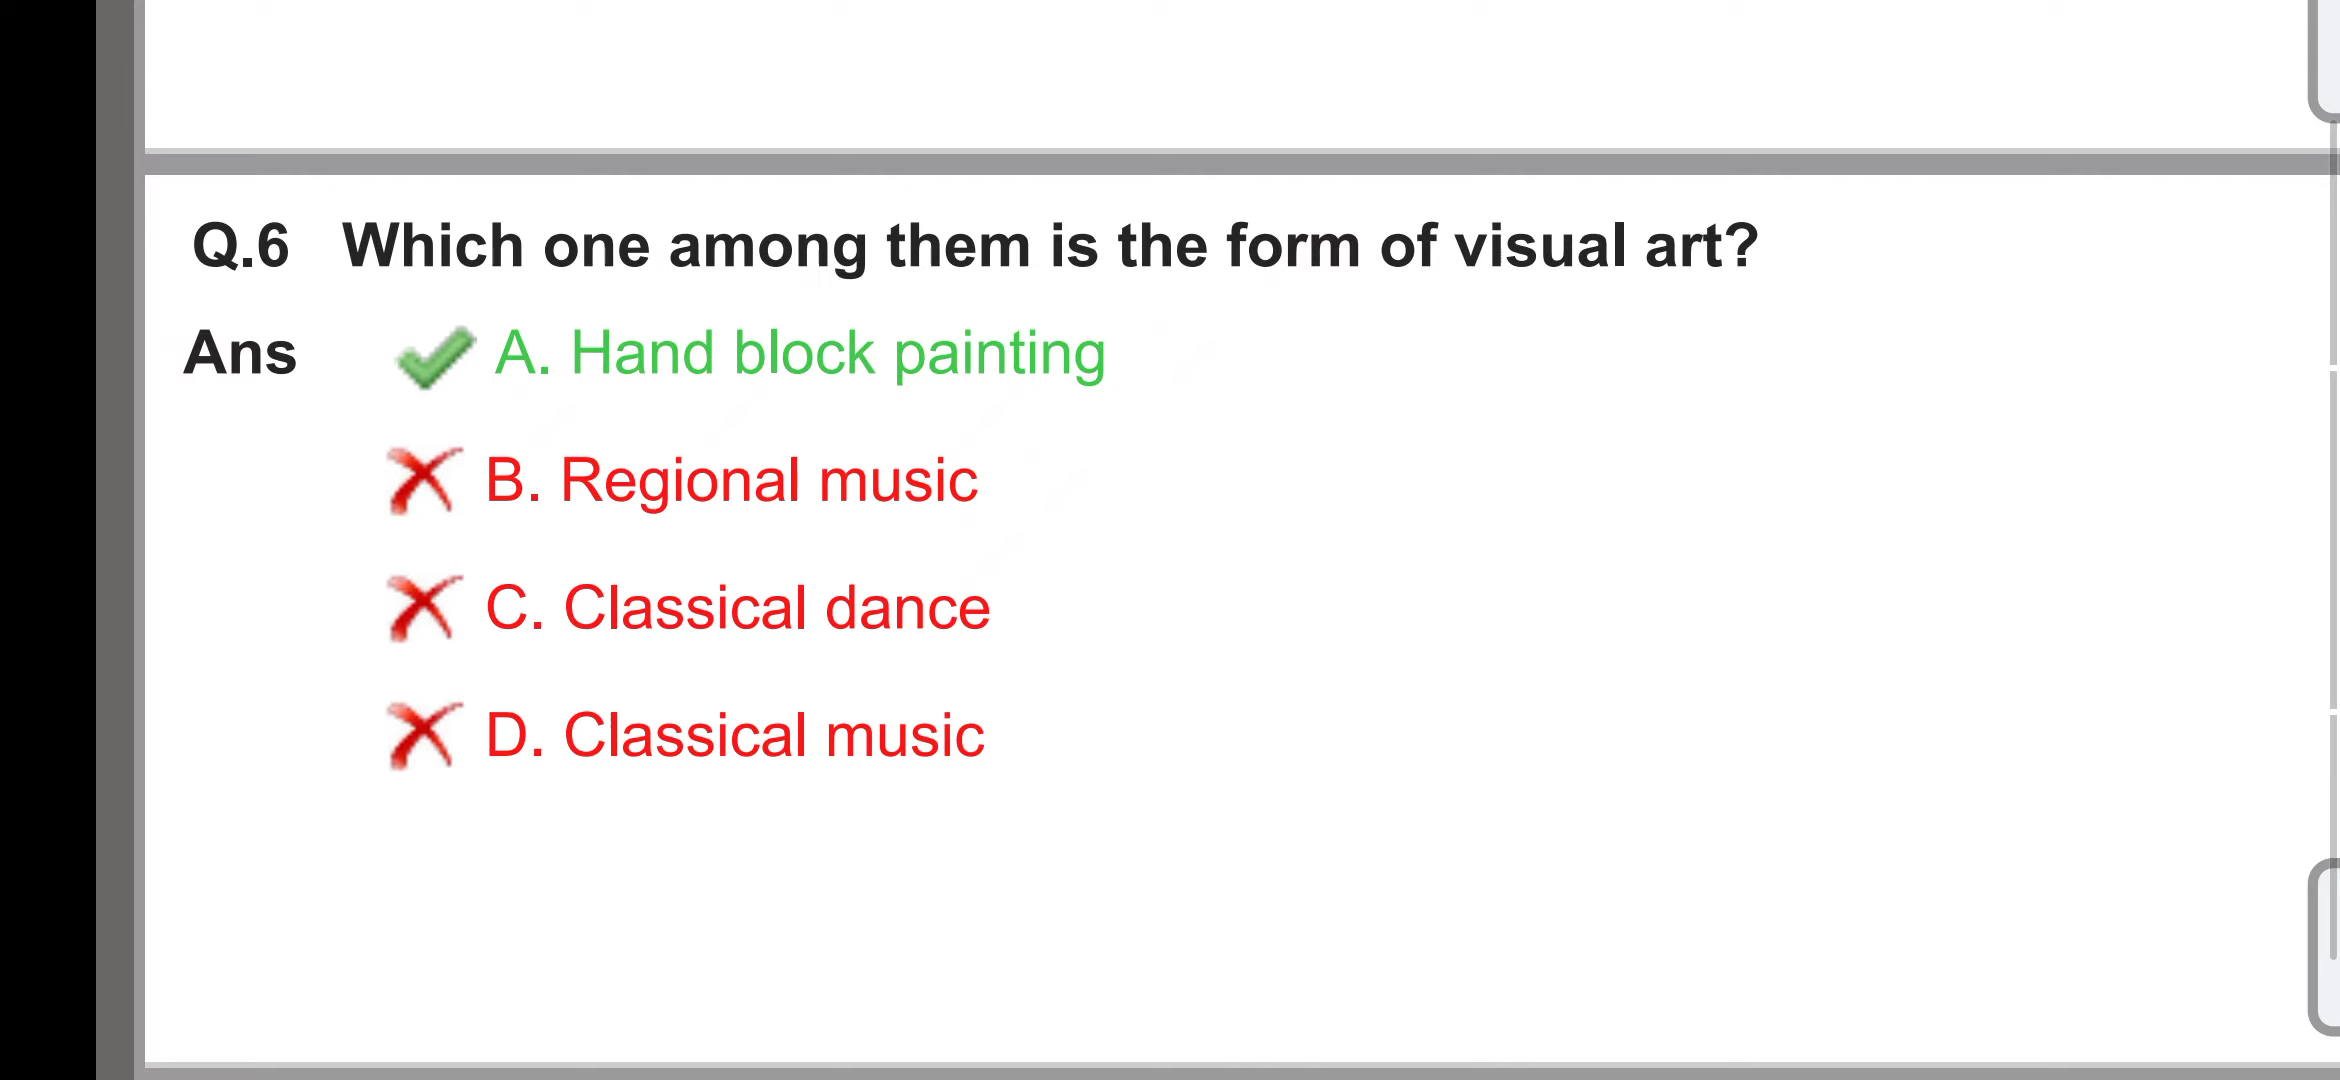 Q.6 Which one among them is the form of visual art?
Ans A. Hand block painting
B. Regional music
C. Classical dance
D. Classical music